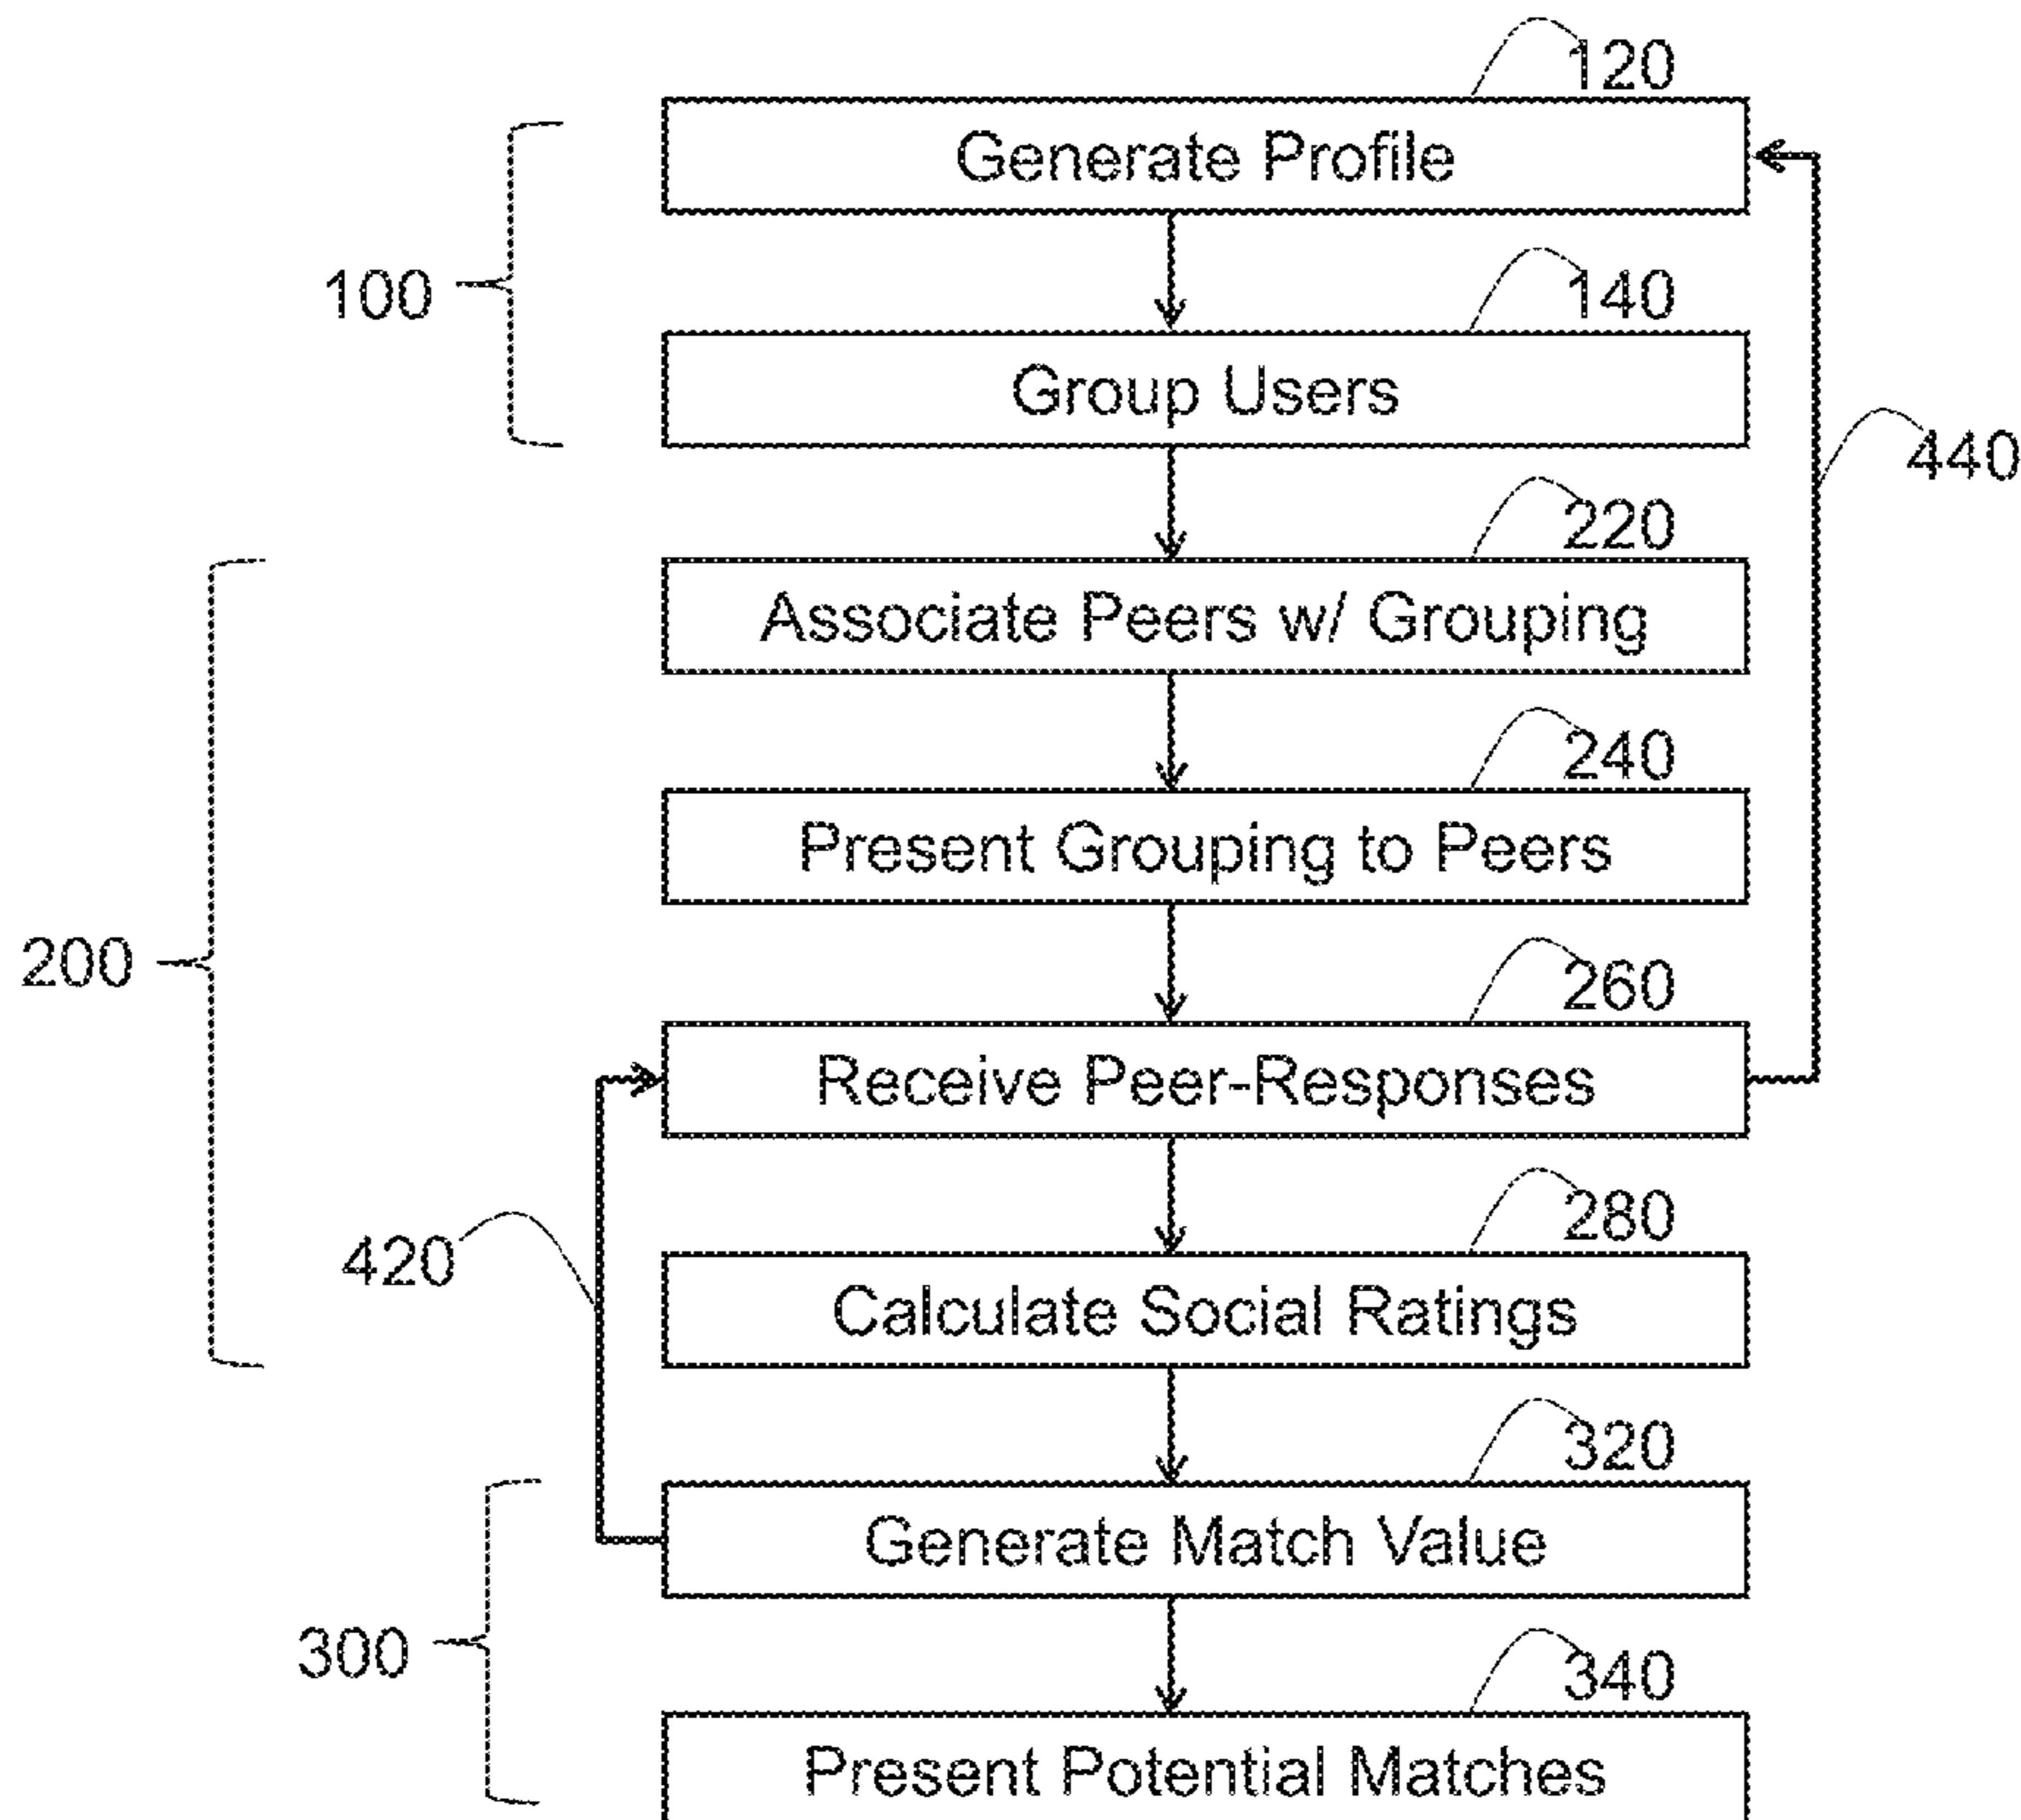 120
Generate Profile
100
140
Group Users
440
220
Associate Peers w/ Grouping
240
Present Grouping to Peers
200
260
Receive Peer-Responses
280
420
Calculate Social Ratings
320
Generate Match Value
300
340
Present Potential Matches